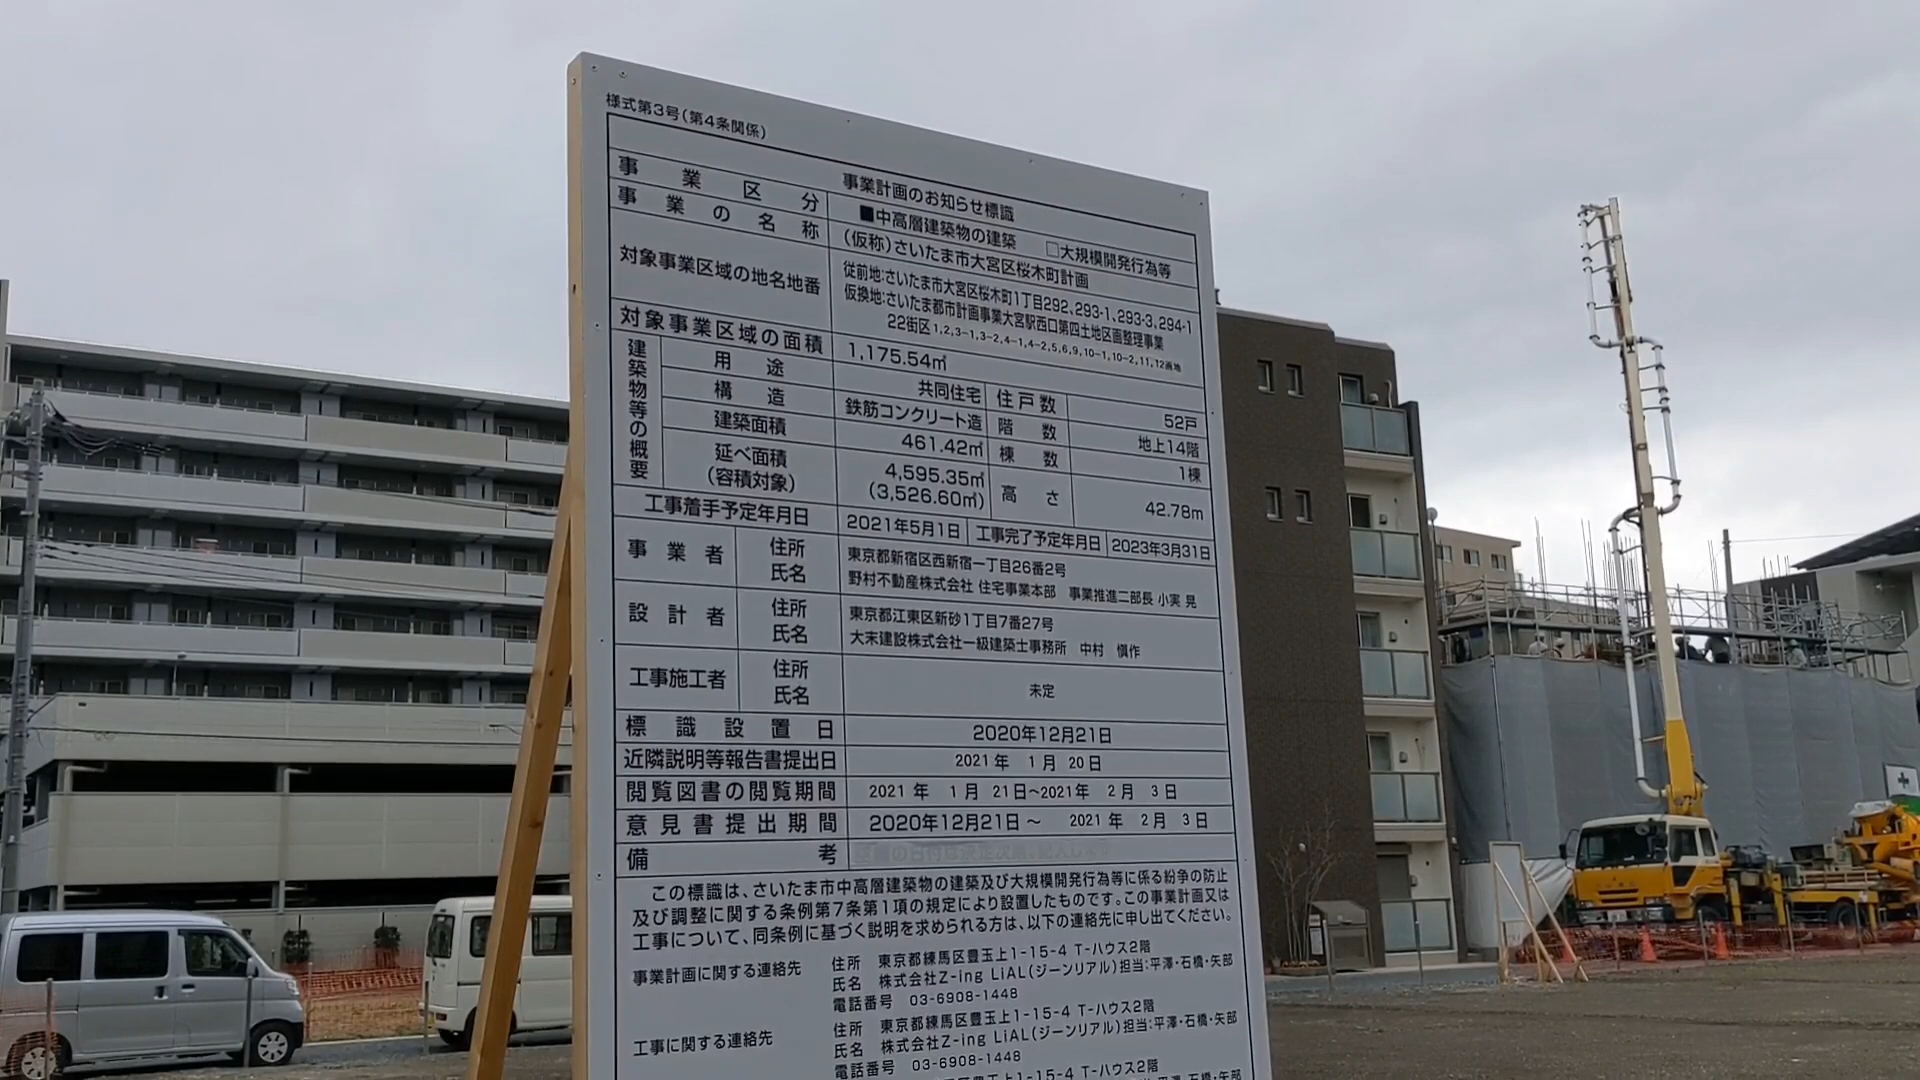 様式第3号(第4条関係)
事業計画のお知らせ標識
事業区分 ■中高層建築物の建築 □大規模開発行為等
事業の名称 (仮称)さいたま市大宮区桜木町計画
対象事業区域の地名地番 従前地:さいたま市大宮区桜木町1丁目292、293-1、293-3、294-1
仮換地:さいたま都市計画事業大宮駅西口第四土地区画整理事業
22街区1,2,3-1,3-2,4-1,4-2,5,6,9,10-1,10-2,11,12画地
対象事業区域の面積 1,175.54㎡
建築物等の概要
用途 共同住宅 住戸数 52戸
構造 鉄筋コンクリート造 階数 地上14階
建築面積 461.42㎡ 棟数 1棟
延べ面積 4,595.35㎡ 高さ 42.78m
(容積対象) (3,526.60㎡)
工事着手予定年月日 2021年5月1日 工事完了予定年月日 2023年3月31日
事業者 住所 東京都新宿区西新宿一丁目26番2号
氏名 野村不動産株式会社 住宅事業本部 事業推進二部長 小実 晃
設計者 住所 東京都江東区新砂1丁目7番27号
氏名 大末建設株式会社一級建築士事務所 中村 愼作
工事施工者 住所
氏名 未定
標識設置日 2020年12月21日
近隣説明等報告書提出日 2021年 1月 20日
閲覧図書の閲覧期間 2021年 1月 21日~2021年 2月 3日
意見書提出期間 2020年12月21日~ 2021年 2月 3日
備考
この標識は、さいたま市中高層建築物の建築及び大規模開発行為等に係る紛争の防止
及び調整に関する条例第7条第1項の規定により設置したものです。この事業計画又は
工事について、同条例に基づく説明を求められる方は、以下の連絡先に申し出てください。
事業計画に関する連絡先 住所 東京都練馬区豊玉上1-15-4 T-ハウス2階
氏名 株式会社Z-ing LiAL(ジーンリアル)担当:平澤・石橋・矢部
電話番号 03-6908-1448
工事に関する連絡先 住所 東京都練馬区豊玉上1-15-4 T-ハウス2階
氏名 株式会社Z-ing LiAL(ジーンリアル)担当:平澤・石橋・矢部
電話番号 03-6908-1448